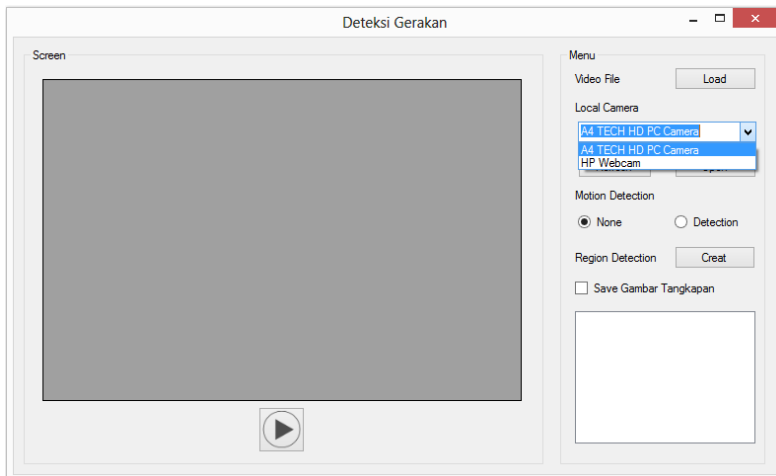 Deteksi Gerakan
Screen
Menu
Video File
Load
Local Camera
A4 TECH HD PC Camera
A4 TECH HD PC Camera
HP Webcam
Motion Detection
None
Detection
Region Detection
Creat
Save Gambar Tangkapan